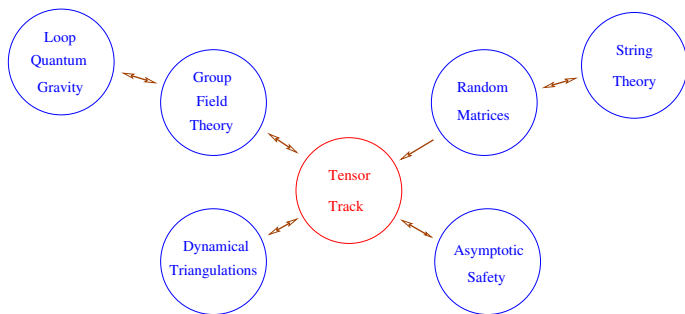 Loop
Quantum
Gravity
Group
Field
Theory
Random
Matrices
String
Theory
Tensor
Track
Dynamical
Triangulations
Asymptotic
Safety